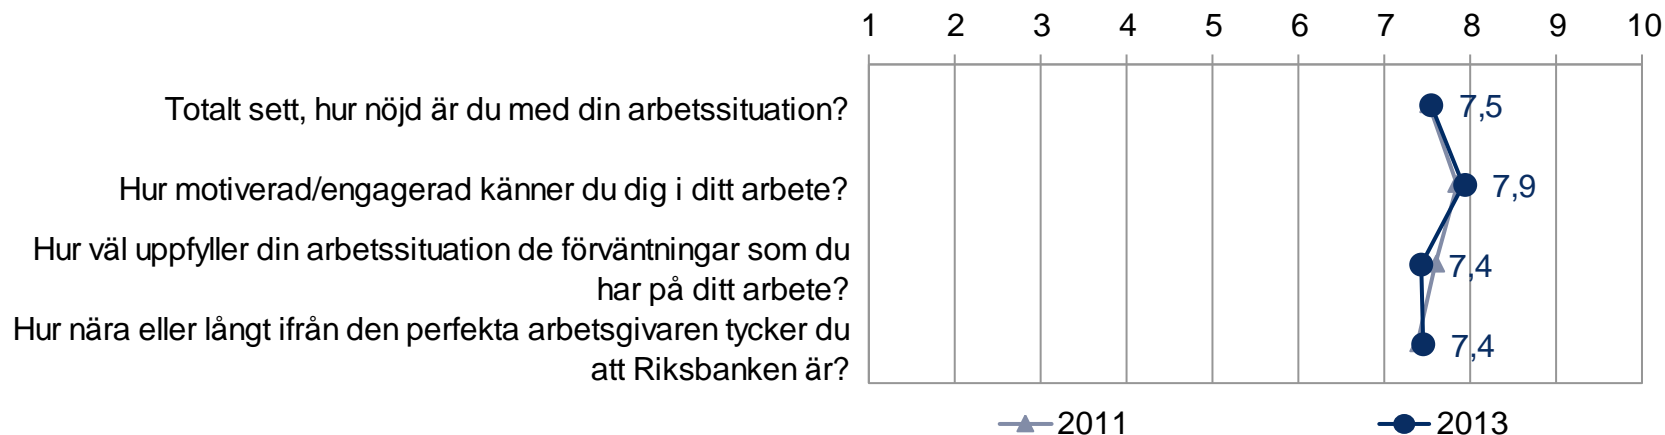 1 2 3 4 5 6 7 8 9 10
Totalt sett, hur nöjd är du med din arbetssituation? 7,5
Hur motiverad/engagerad känner du dig i ditt arbete? 7,9
Hur väl uppfyller din arbetssituation de förväntningar som du
har på ditt arbete? 7,4
Hur nära eller långt ifrån den perfekta arbetsgivaren tycker du
att Riksbanken är? 7,4
2011 2013